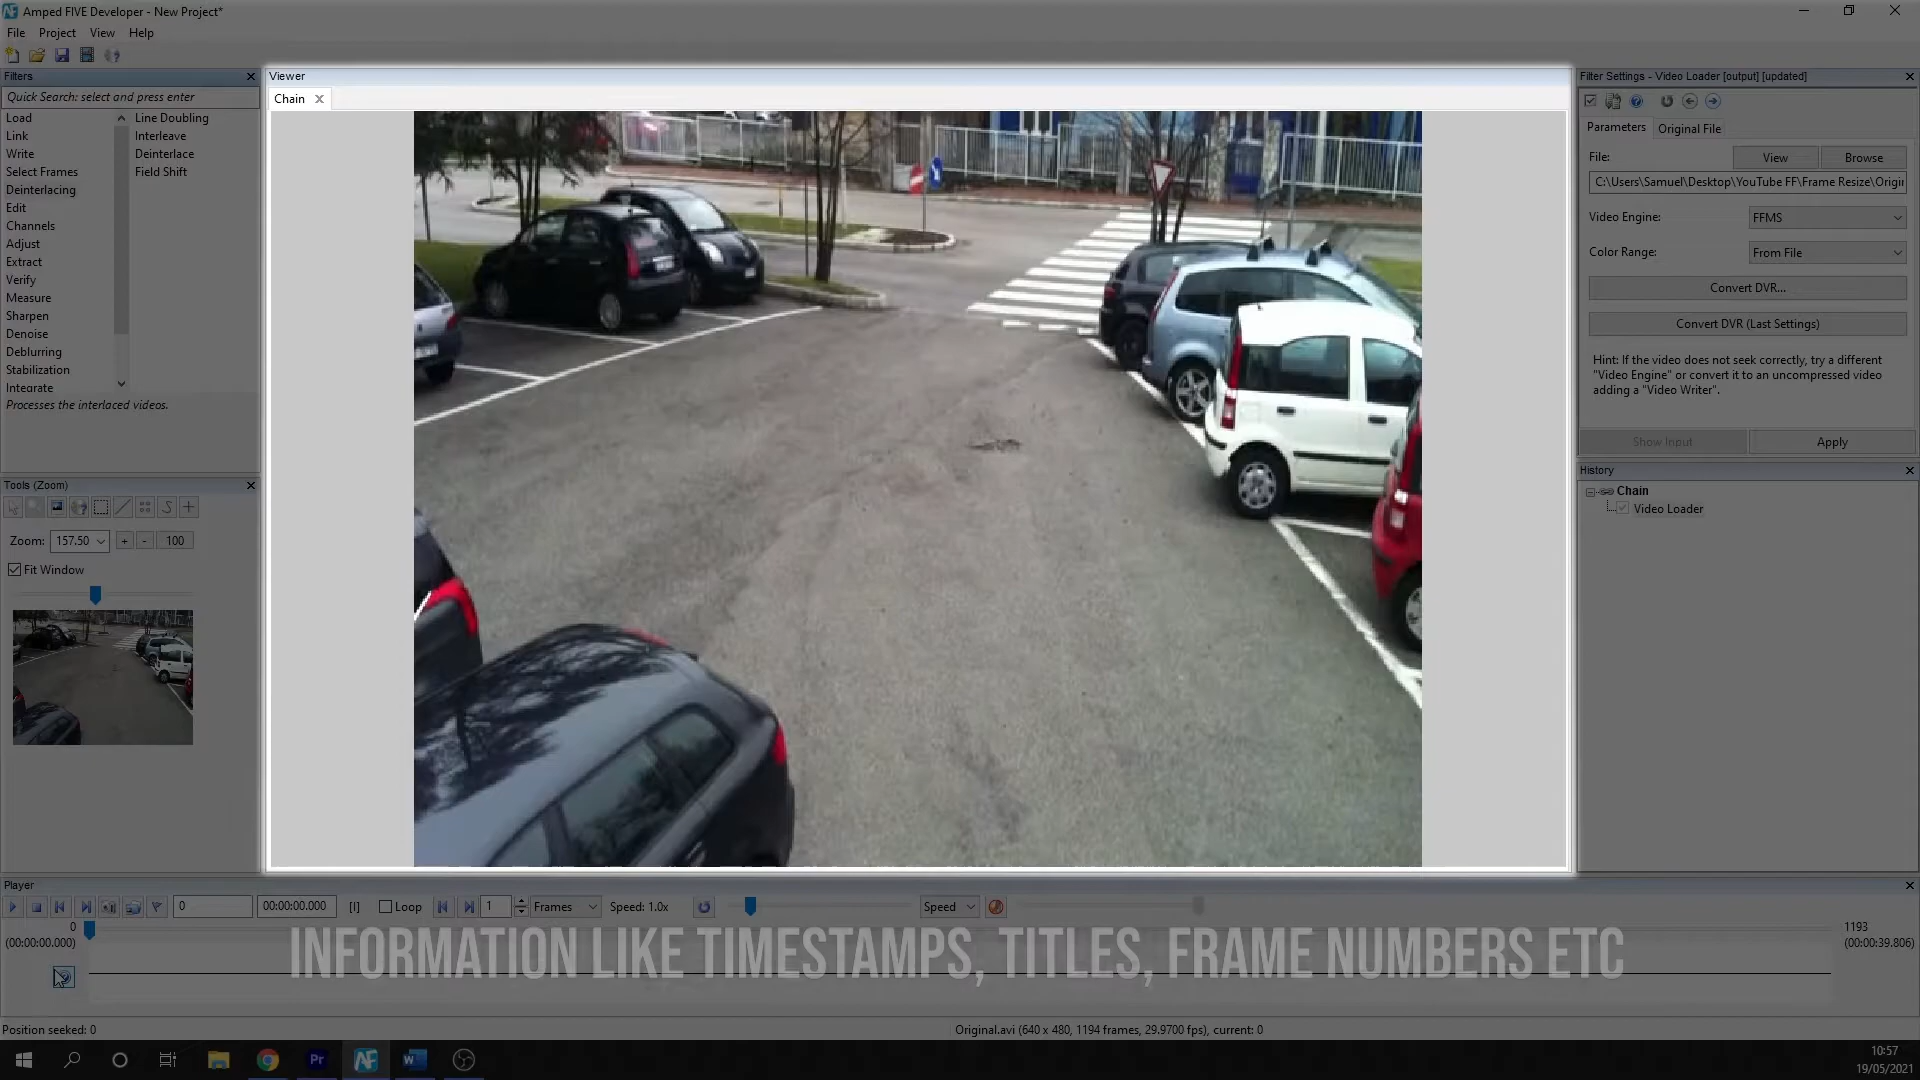 Amped FIVE Developer - New Project*
File Project View Help
Filters
Quick Search: select and press enter
Load
Link
Write
Select Frames
Deinterlacing
Edit
Channels
Adjust
Extract
Verify
Measure
Sharpen
Denoise
Deblurring
Stabilization
Integrate
Line Doubling
Interleave
Deinterlace
Field Shift
Processes the interlaced videos.
Tools (Zoom)
Zoom: 157.50 + - 100
Fit Window
Viewer
Chain
Filter Settings - Video Loader [output] [updated]
Parameters Original File
File: View Browse
C:\Users\Samuel\Desktop\YouTube FF\Frame Resize\Origin
Video Engine: FFMS
Color Range: From File
Convert DVR...
Convert DVR (Last Settings)
Hint: If the video does not seek correctly, try a different
"Video Engine" or convert it to an uncompressed video
adding a "Video Writer".
Show Input Apply
History
Chain
Video Loader
Player
0 00:00:00.000 [I] Loop 1 Frames Speed: 1.0x Speed
0
(00:00:00.000)
1193
(00:00:39.806)
INFORMATION LIKE TIMESTAMPS, TITLES, FRAME NUMBERS ETC
Position seeked: 0
Original.avi (640 x 480, 1194 frames, 29.9700 fps), current: 0
Pr
W
10:57
19/05/2021